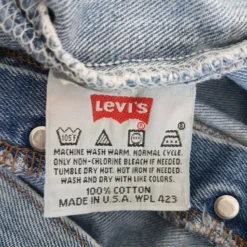 LEVI'S
105F
MACHINE WASH WARM. NORMAL CYCLE.
ONLY NON-CHLORINE BLEACH IF NEEDED.
TUMBLE DRY HOT. HOT IRON IF NEEDED.
WASH AND DRY WITH LIKE COLORS.
100% COTTON
MADE IN U.S.A. WPL 423